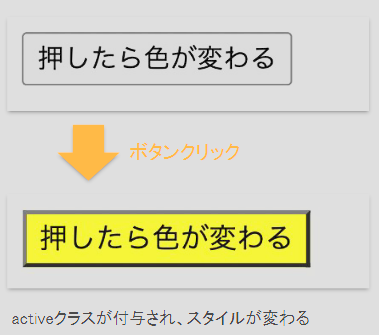 押したら色が変わる
ボタンクリック
押したら色が変わる
activeクラスが付与され、スタイルが変わる